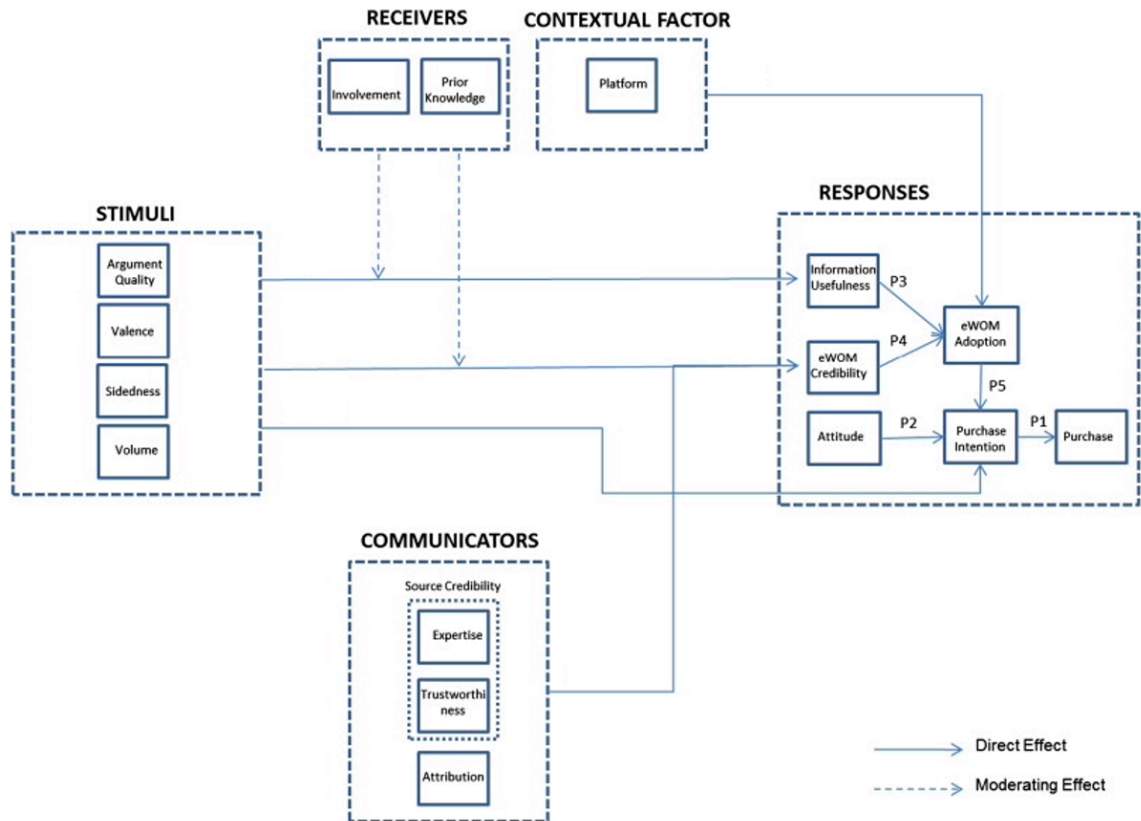 RECEIVERS
CONTEXTUAL FACTOR
Involvement
Prior
Knowledge
Platform
STIMULI
RESPONSES
Argument
Quality
Valence
Sidedness
Volume
Information
Usefulness
P3
eWOM
Adoption
P4
eWOM
Credibility
P5
Attitude
P2
Purchase
Intention
P1
Purchase
COMMUNICATORS
Source Credibility
Expertise
Trustworthi
ness
Attribution
Direct Effect
Moderating Effect